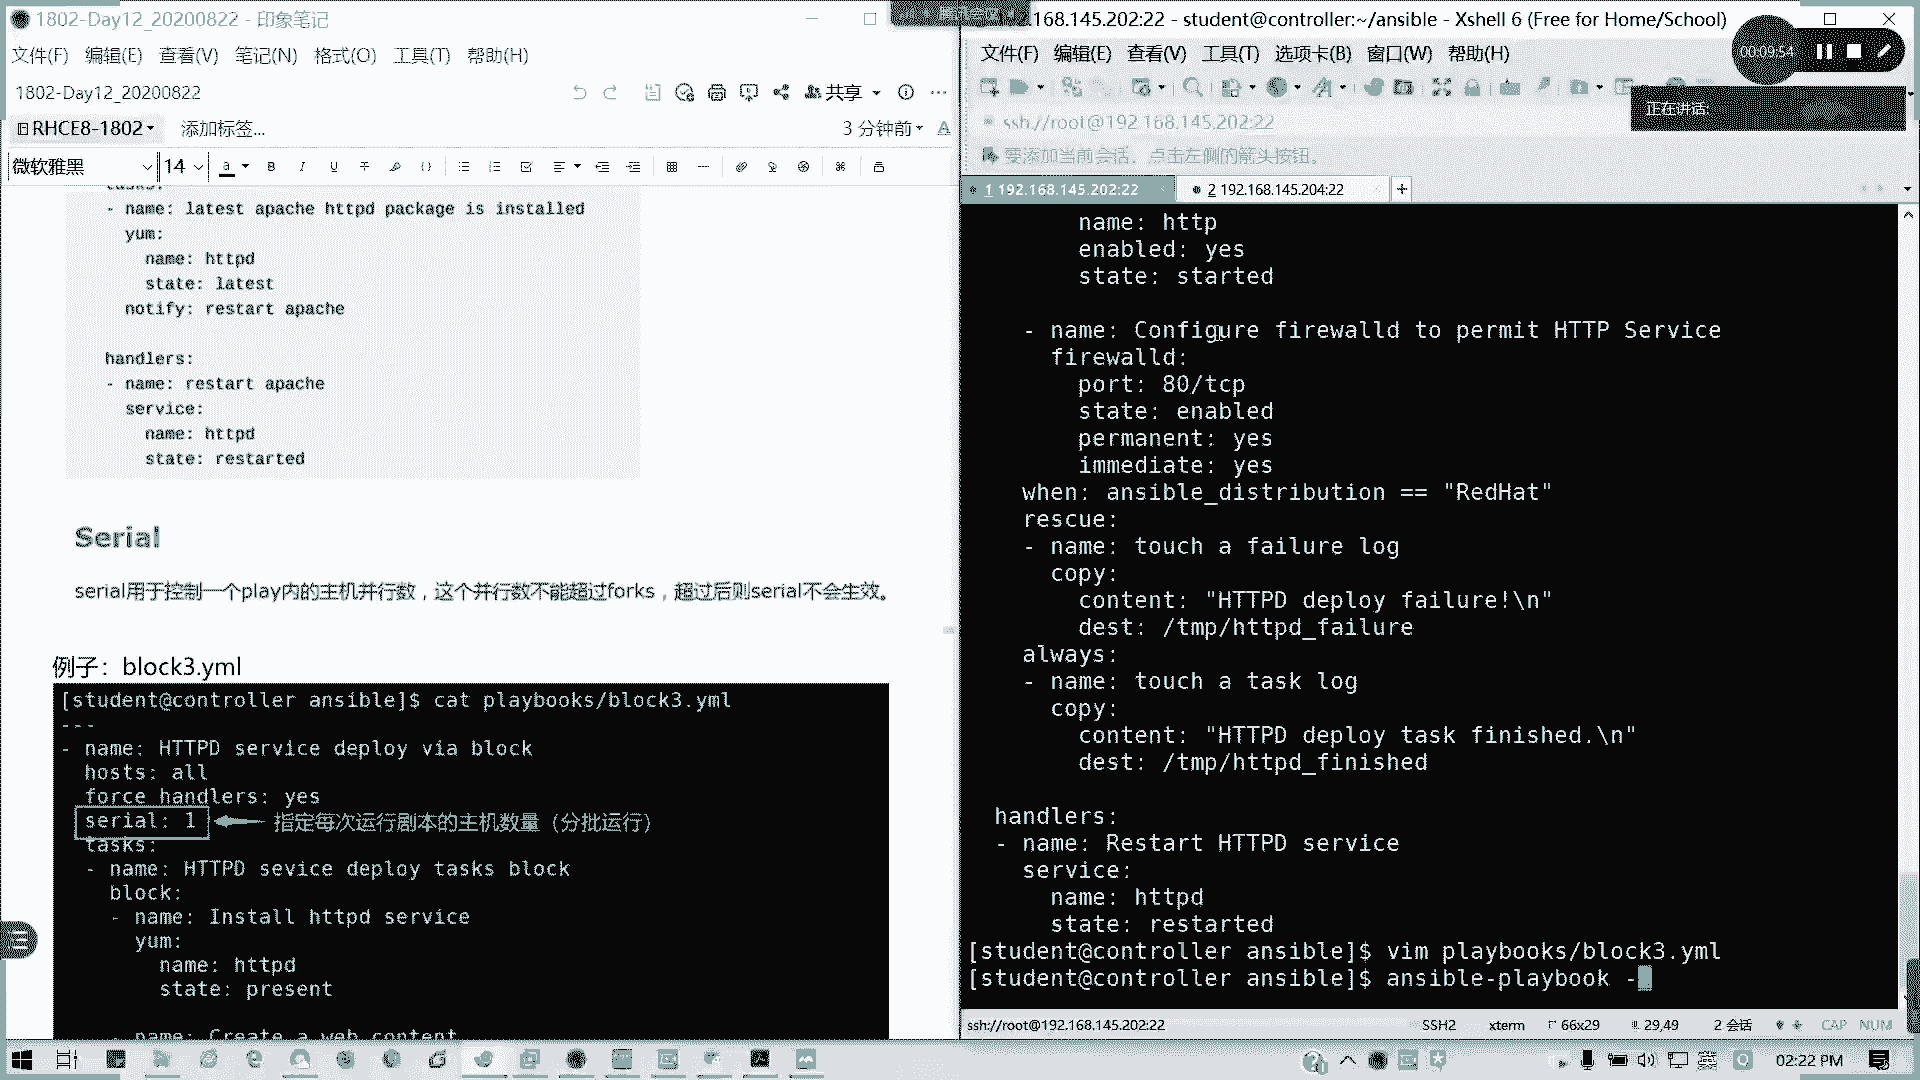 1802-Day12_20200822 - 印象笔记
文件(F) 编辑(E) 查看(V) 笔记(N) 格式(O) 工具(T) 帮助(H)
1802-Day12_20200822
共享
RHCE8-1802
添加标签...
3 分钟前
微软雅黑
14
tasks:
- name: latest apache httpd package is installed
yum:
name: httpd
state: latest
notify: restart apache
handlers:
- name: restart apache
service:
name: httpd
state: restarted
Serial
serial用于控制一个play内的主机并行数，这个并行数不能超过forks，超过后则serial不会生效。
例子：block3.yml
[student@controller ansible]$ cat playbooks/block3.yml
---
- name: HTTPD service deploy via block
hosts: all
force_handlers: yes
serial: 1
指定每次运行剧本的主机数量（分批运行）
tasks:
- name: HTTPD sevice deploy tasks block
block:
- name: Install httpd service
yum:
name: httpd
state: present
- name: Create a web content
168.145.202:22 - student@controller:~/ansible - Xshell 6 (Free for Home/School)
文件(F) 编辑(E) 查看(V) 工具(T) 选项卡(B) 窗口(W) 帮助(H)
00:09:54
正在讲话:
ssh://root@192.168.145.202:22
要添加当前会话，点击左侧的箭头按钮。
1 192.168.145.202:22
2 192.168.145.204:22
name: http
enabled: yes
state: started
- name: Configure firewalld to permit HTTP Service
firewalld:
port: 80/tcp
state: enabled
permanent: yes
immediate: yes
when: ansible_distribution == "RedHat"
rescue:
- name: touch a failure log
copy:
content: "HTTPD deploy failure!\n"
dest: /tmp/httpd_failure
always:
- name: touch a task log
copy:
content: "HTTPD deploy task finished.\n"
dest: /tmp/httpd_finished
handlers:
- name: Restart HTTPD service
service:
name: httpd
state: restarted
[student@controller ansible]$ vim playbooks/block3.yml
[student@controller ansible]$ ansible-playbook -
ssh://root@192.168.145.202:22
SSH2
xterm
66x29
29,49
2 会话
CAP NUM
英
02:22 PM